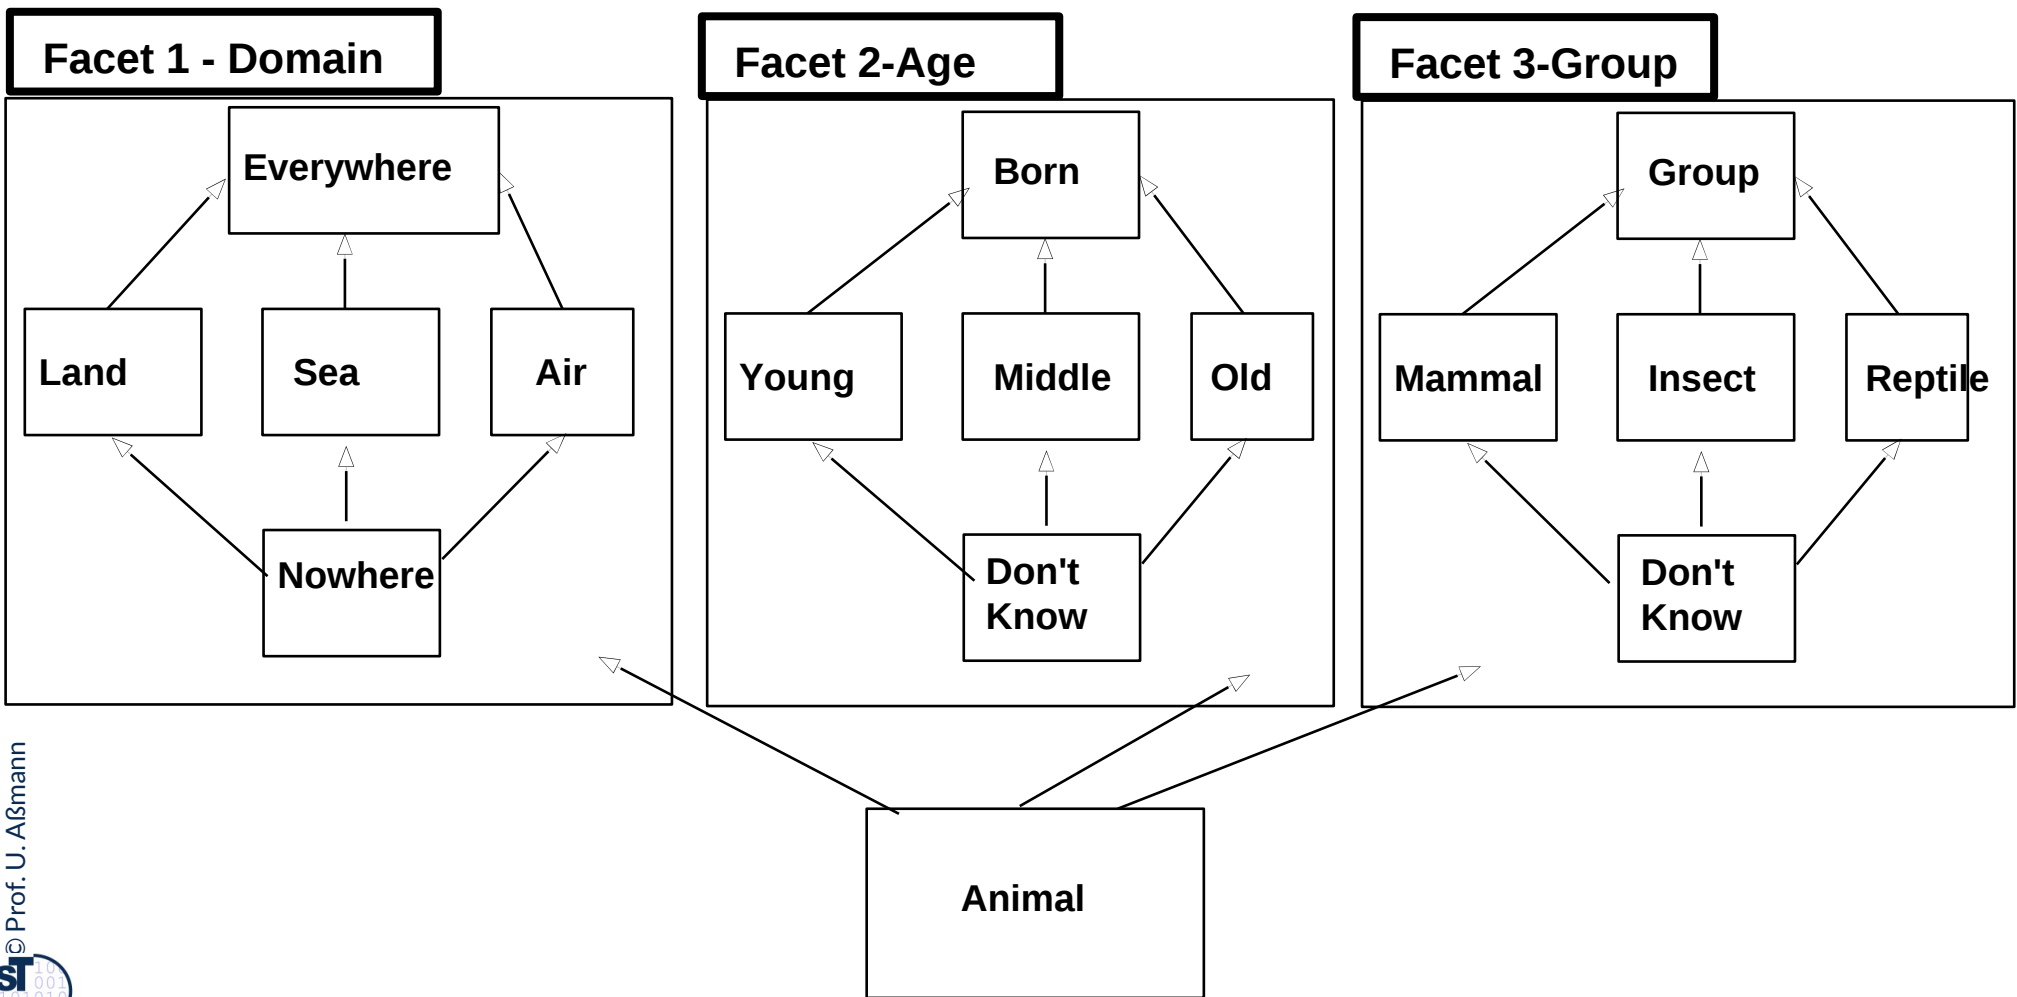 Facet 1 - Domain
Facet 2-Age
Facet 3-Group
Everywhere
Born
Group
Land
Sea
Air
Young
Middle
Old
Mammal
Insect
Reptile
Nowhere
Don't
Know
Don't
Know
Animal
© Prof. U. Aßmann
sT